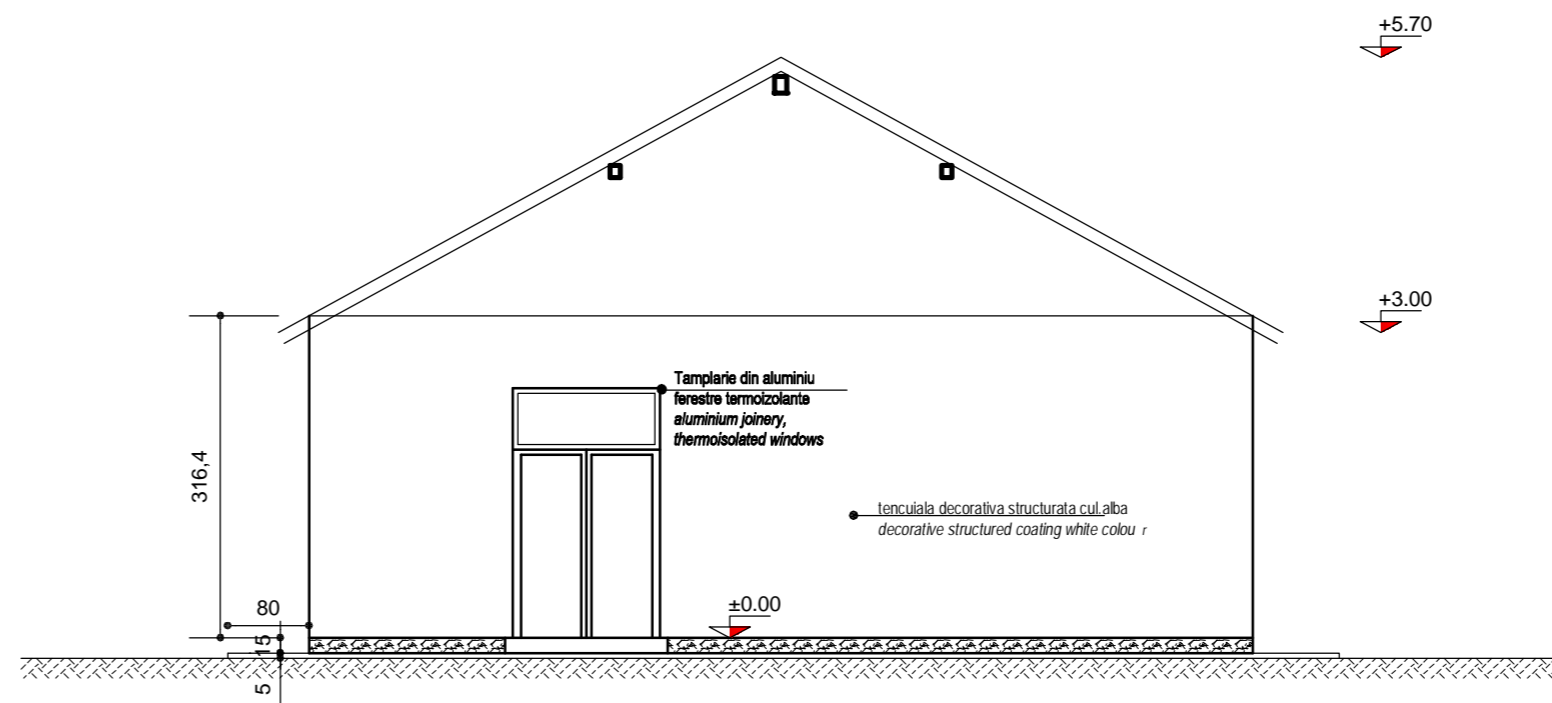 +5.70
+3.00
Tamplarie din aluminiu
ferestre termoizolante
aluminium joinery,
thermoisolated windows
316,4
tencuiala decorativa structurata cul.alba
decorative structured coating white colou r
80
±0.00
15
5